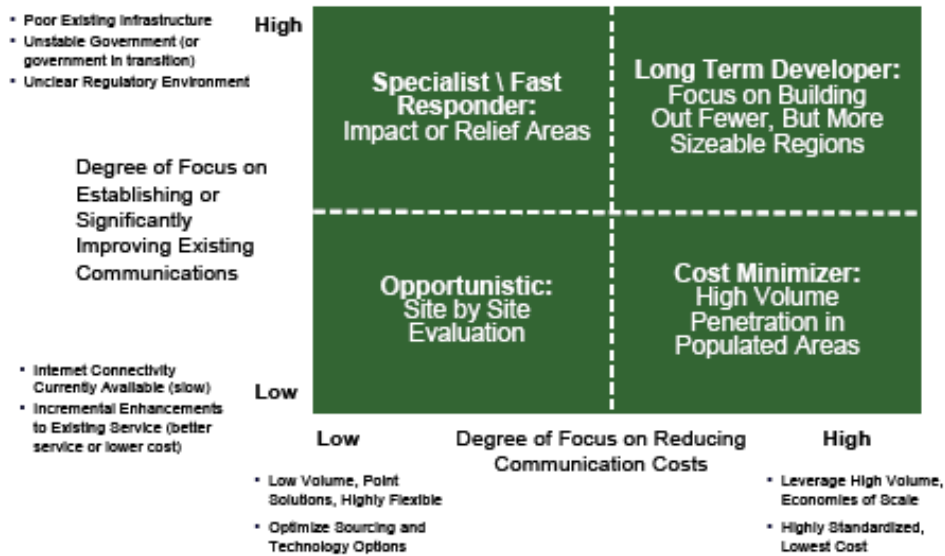 ▪ Poor Existing Infrastructure
▪ Unstable Government (or
government in transition)
▪ Unclear Regulatory Environment
High
Specialist \ Fast
Responder:
Impact or Relief Areas
Long Term Developer:
Focus on Building
Out Fewer, But More
Sizeable Regions
Degree of Focus on
Establishing or
Significantly
Improving Existing
Communications
Opportunistic:
Site by Site
Evaluation
Cost Minimizer:
High Volume
Penetration in
Populated Areas
▪ Internet Connectivity
Currently Available (slow)
▪ Incremental Enhancements
to Existing Service (better
service or lower cost)
Low
Low
Degree of Focus on Reducing
Communication Costs
High
▪ Low Volume, Point
Solutions, Highly Flexible
▪ Optimize Sourcing and
Technology Options
▪ Leverage High Volume,
Economies of Scale
▪ Highly Standardized,
Lowest Cost